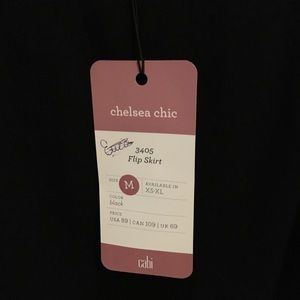 chelsea chic
3405
Flip Skirt
SIZE
M
AVAILABLE IN
XS-XL
COLOR
black
PRICE
USA 89 | CAN 109 | UK 69
cabi